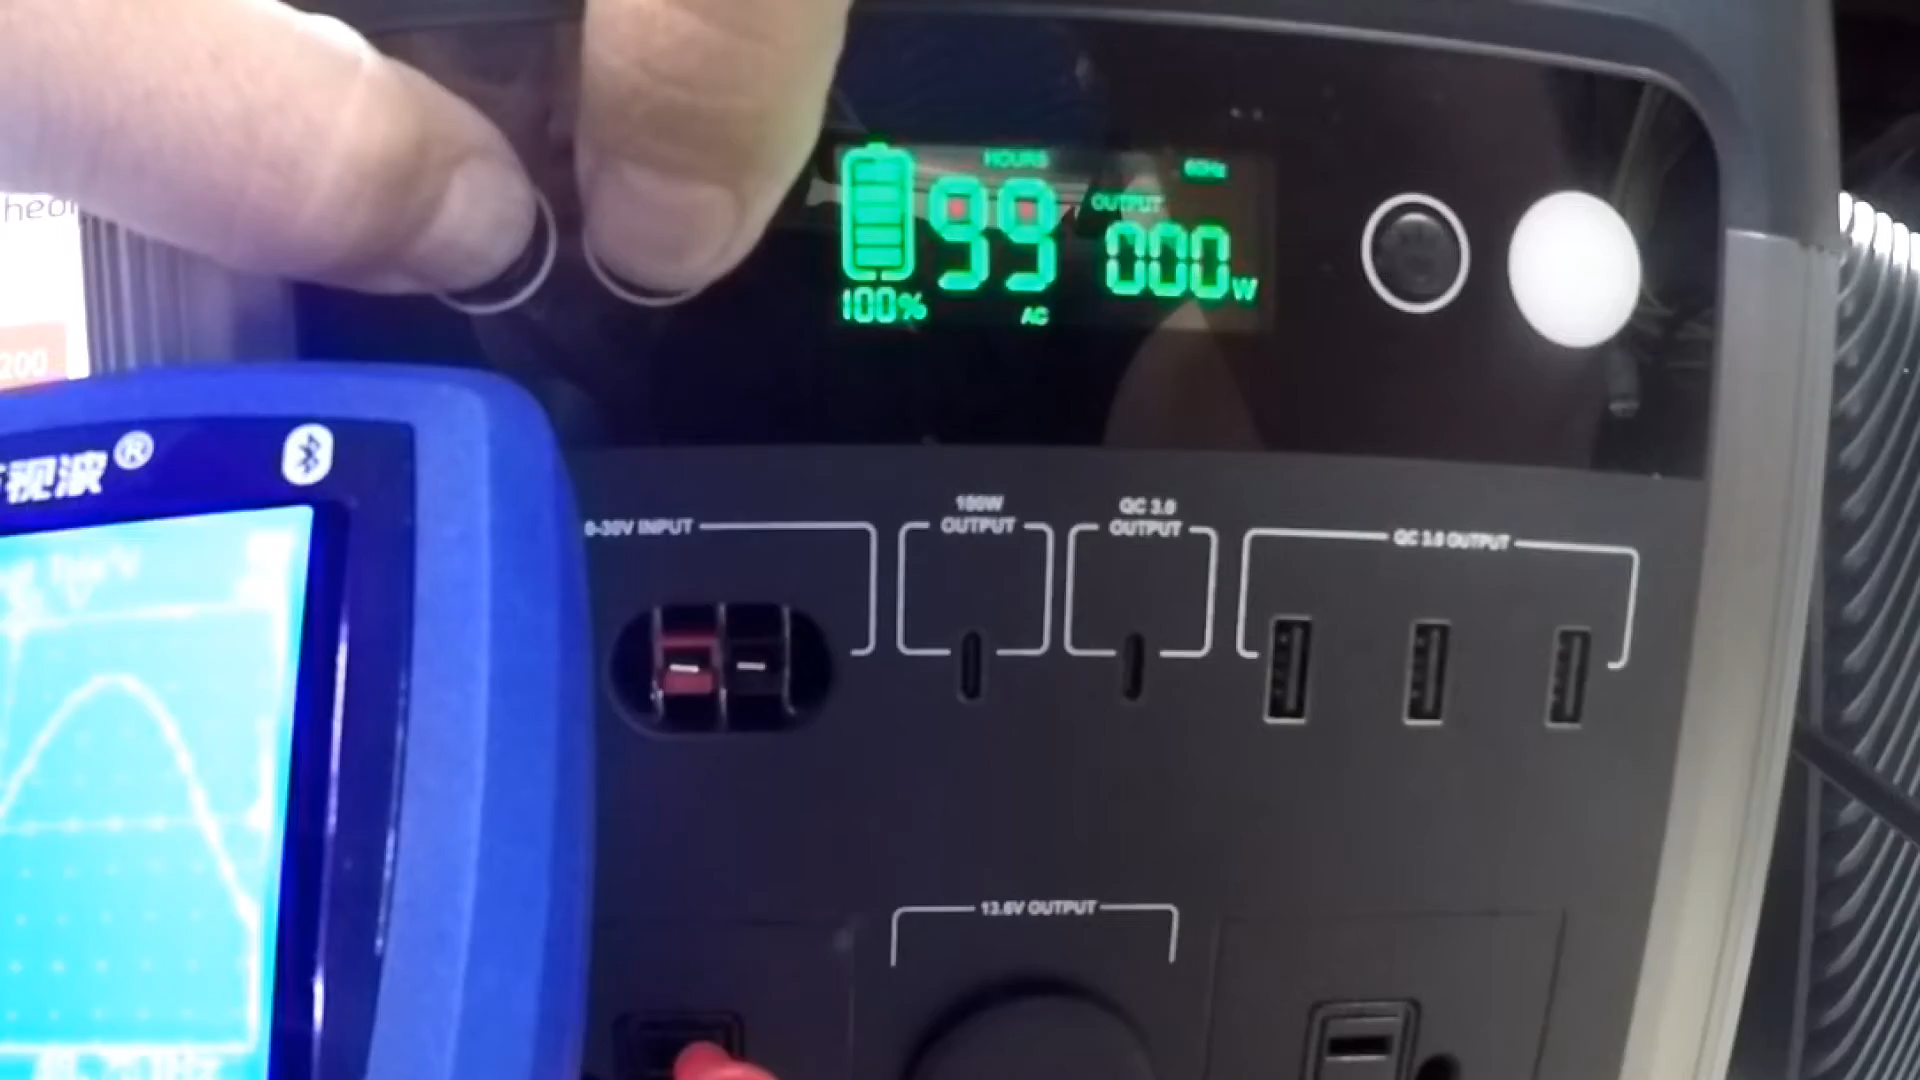 200
视波®
HOURS
60Hz
99
OUTPUT
000W
100%
AC
0-30V INPUT
100W
OUTPUT
QC 3.0
OUTPUT
QC 3.0 OUTPUT
13.6V OUTPUT